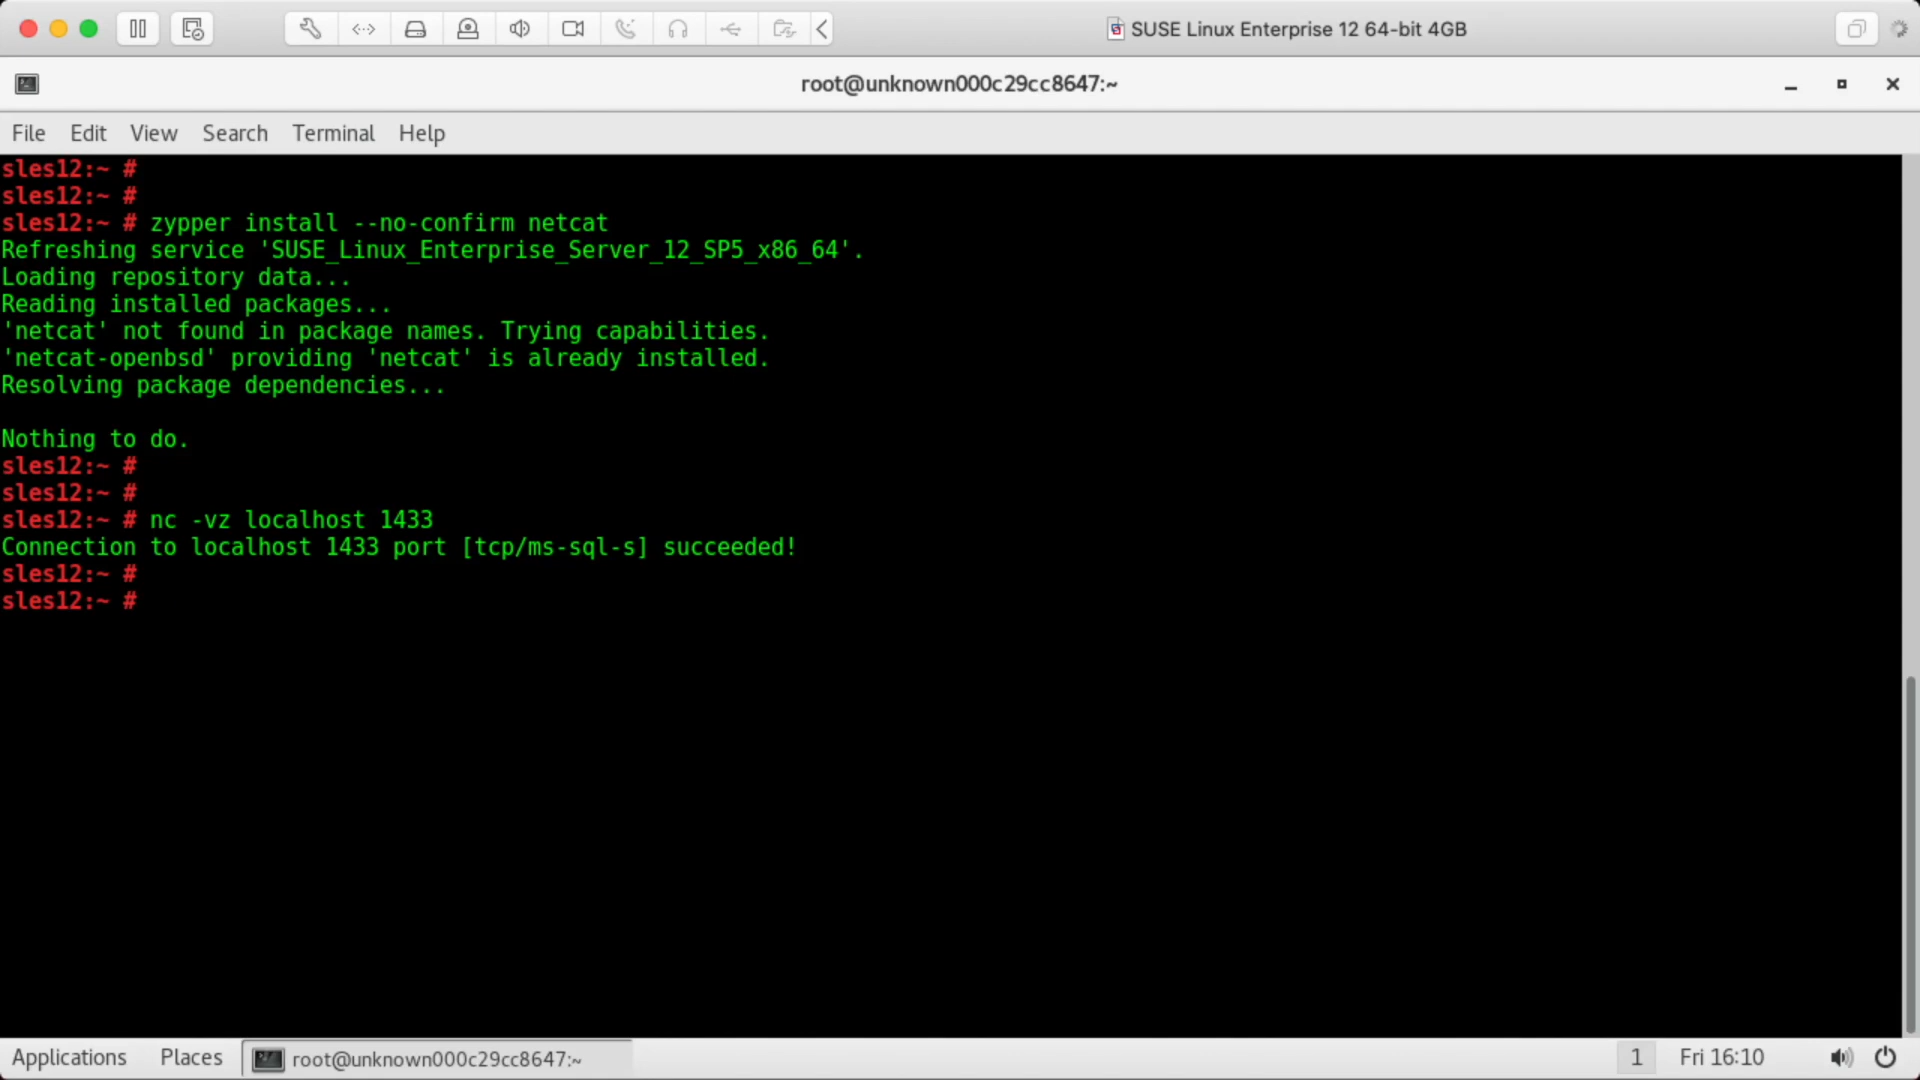 SUSE Linux Enterprise 12 64-bit 4GB
root@unknown000c29cc8647:~
File Edit View Search Terminal Help
sles12:~ #
sles12:~ #
sles12:~ # zypper install --no-confirm netcat
Refreshing service 'SUSE_Linux_Enterprise_Server_12_SP5_x86_64'.
Loading repository data...
Reading installed packages...
'netcat' not found in package names. Trying capabilities.
'netcat-openbsd' providing 'netcat' is already installed.
Resolving package dependencies...
Nothing to do.
sles12:~ #
sles12:~ #
sles12:~ # nc -vz localhost 1433
Connection to localhost 1433 port [tcp/ms-sql-s] succeeded!
sles12:~ #
sles12:~ #
Applications Places root@unknown000c29cc8647:~ 1 Fri 16:10